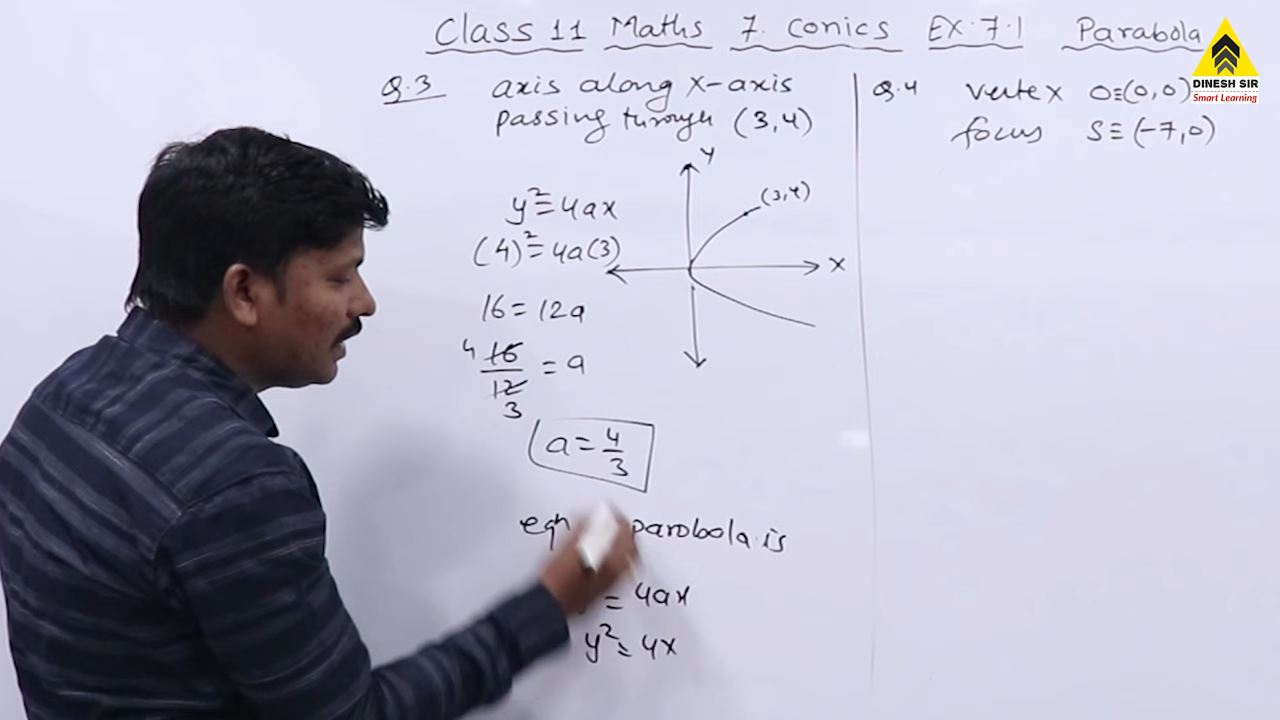 Class 11 Maths 7. Conics Ex.7.1 Parabola
DINESH SIR
Smart Learning
Q.3 axis along X-axis
passing through (3,4)
y²=4ax
(4)²=4a(3)
16=12a
4 16
12 = a
3
a=4/3
Y
(3,4)
X
parobola is
= 4ax
y²=4x
Q.4 vertex O≡(0,0)
focus S≡(-7,0)